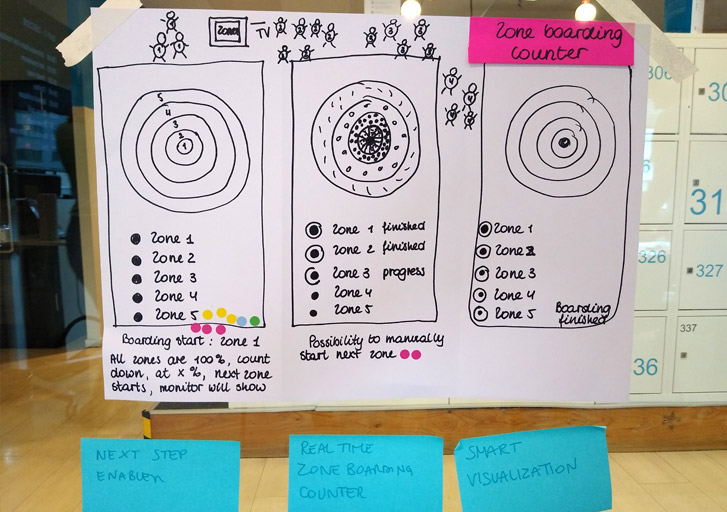 Zone boarding
counter
ZONES
TV
5
4
3
2
1
Zone 1
Zone 2
Zone 3
Zone 4
Zone 5
Boarding start : Zone 1
All zones are 100%, count
down, at x %, next zone
starts, monitor will show
Zone 1 finished
Zone 2 finished
Zone 3 progress
Zone 4
Zone 5
Possibility to manually
start next zone
Zone 1
Zone 2
Zone 3
Zone 4
Zone 5
Boarding
finished
306
30
31
326
327
36
337
NEXT STEP
ENABLER
REAL TIME
ZONE BOARDING
COUNTER
SMART
VISUALIZATION